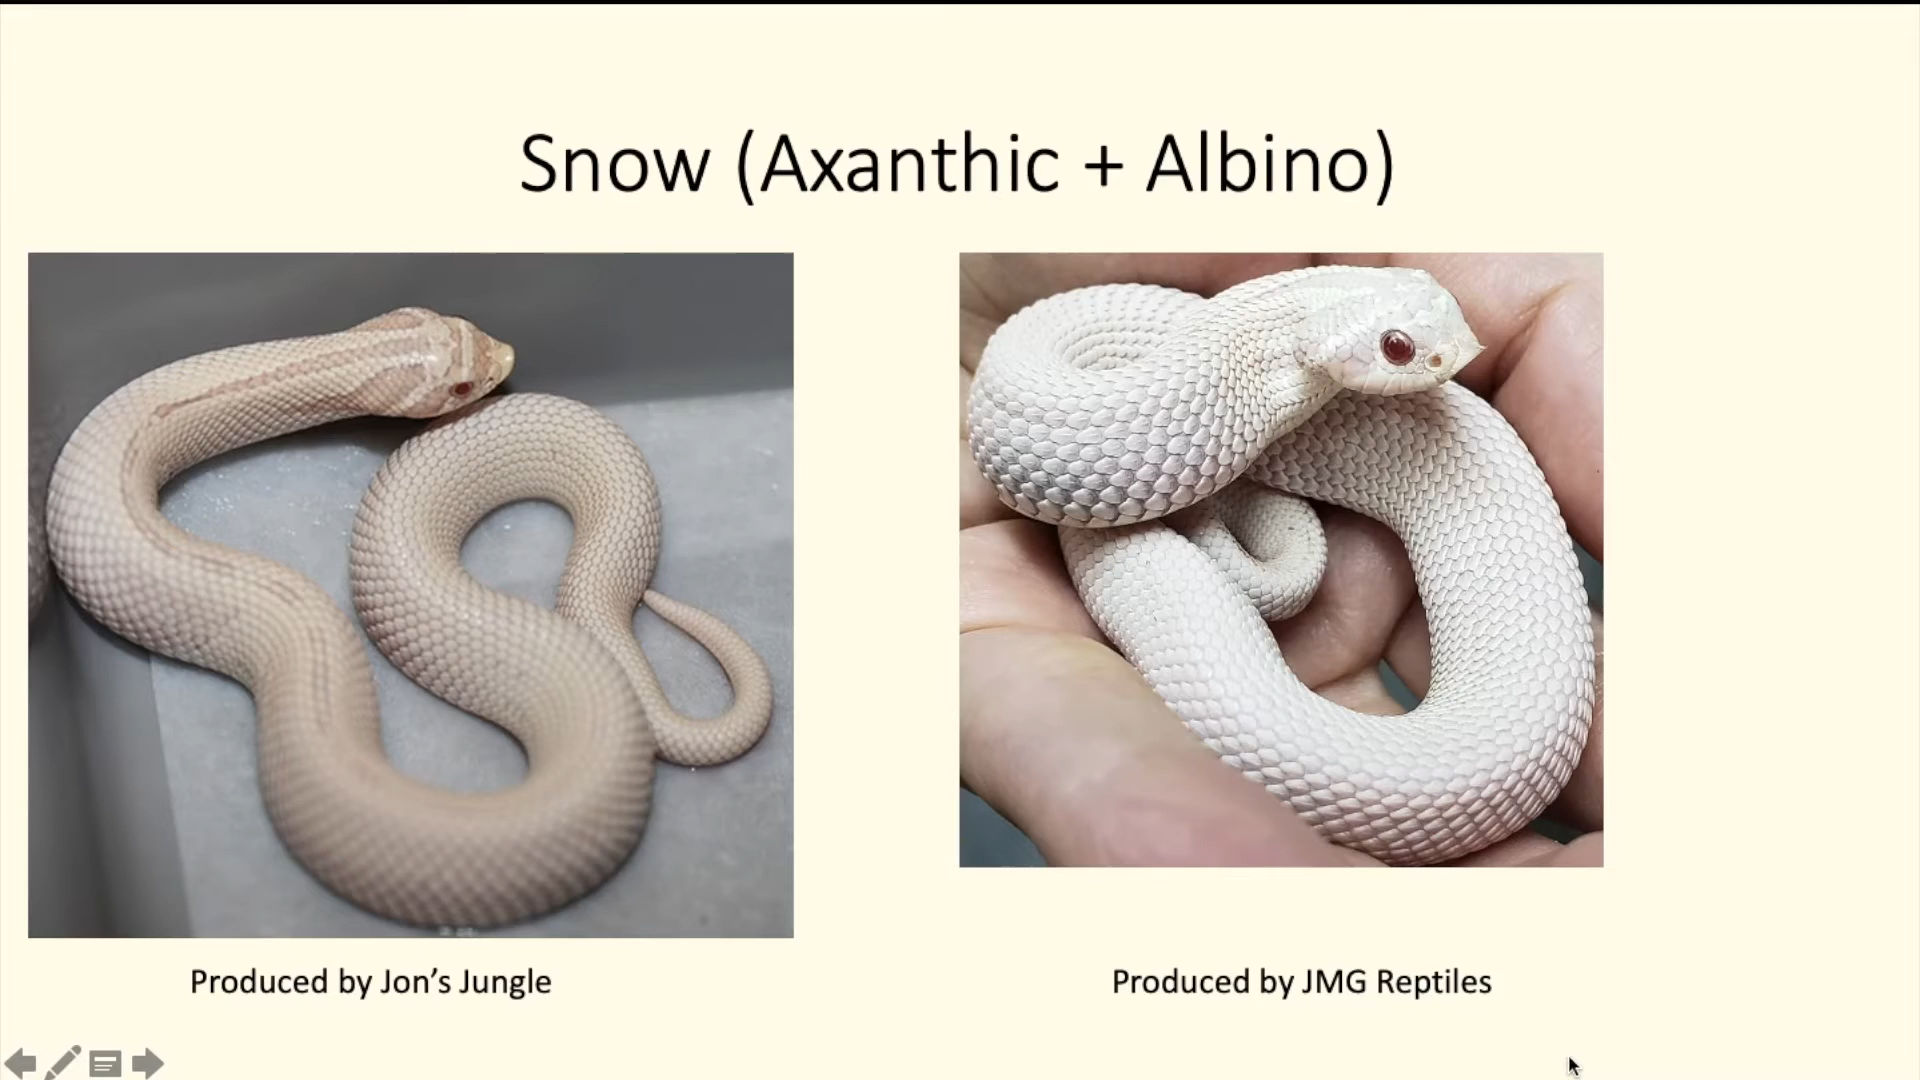 Snow (Axanthic + Albino)
Produced by Jon’s Jungle
Produced by JMG Reptiles